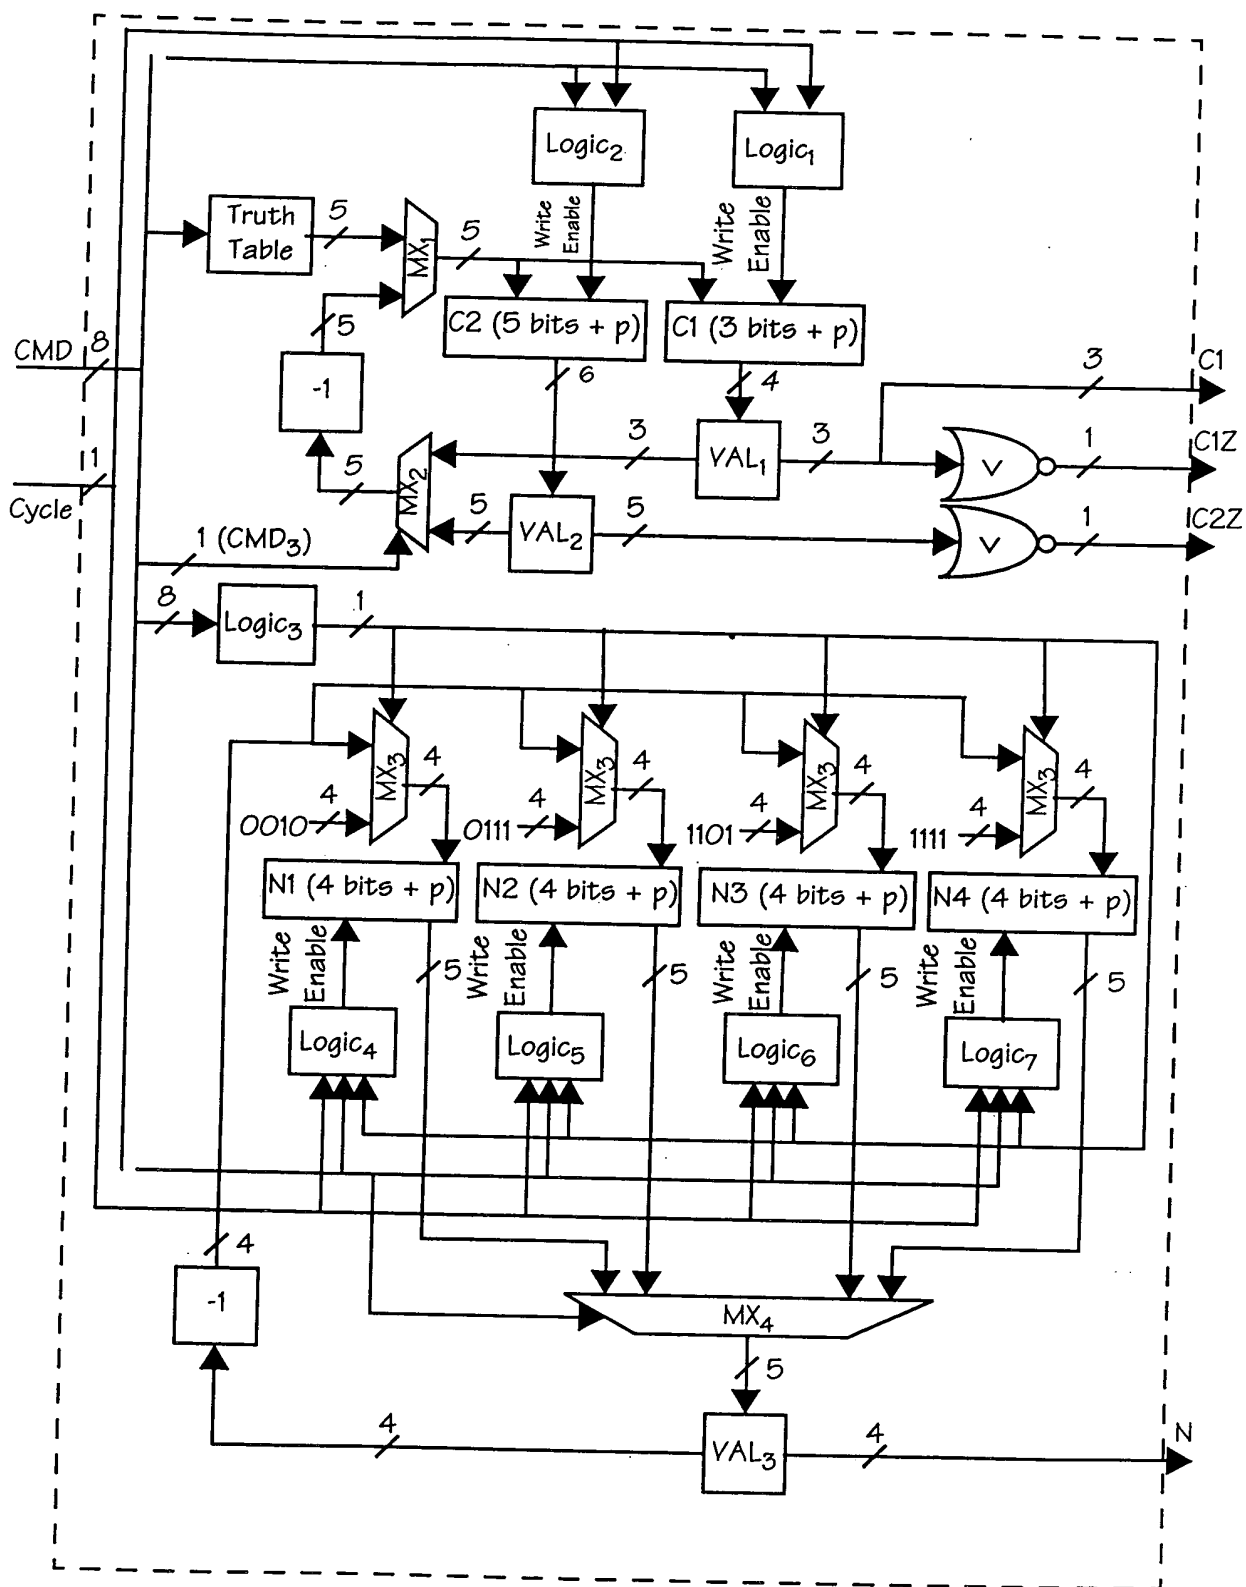 Logic2
Logic1
Truth
Table
5
MX1
5
Write
Enable
Write
Enable
C2 (5 bits + p)
C1 (3 bits + p)
CMD
8
5
-1
6
4
3
C1
3
VAL1
3
V
1
C1Z
1
Cycle
5
MX2
5
VAL2
5
V
1
C2Z
1 (CMD3)
8
Logic3
1
MX3
4
MX3
4
MX3
4
MX3
4
4
0010
4
0111
4
1101
4
1111
N1 (4 bits + p)
N2 (4 bits + p)
N3 (4 bits + p)
N4 (4 bits + p)
Write
Enable
5
Write
Enable
5
Write
Enable
5
Write
Enable
5
Logic4
Logic5
Logic6
Logic7
4
-1
MX4
5
4
VAL3
4
N